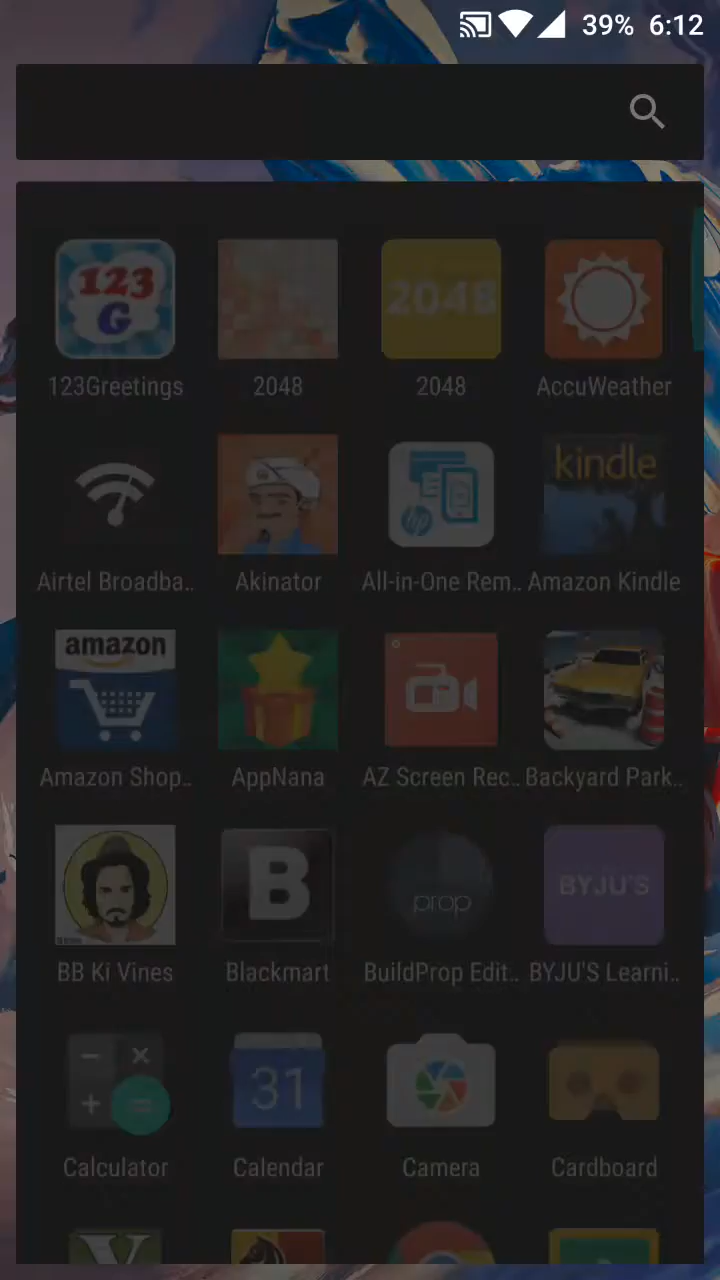 39% 6:12
123
G
2048
123Greetings 2048 2048 AccuWeather
kindle
hp
Airtel Broadba.. Akinator All-in-One Rem.. Amazon Kindle
amazon
Amazon Shop.. AppNana AZ Screen Rec.. Backyard Park..
B
prop
BYJU'S
BB Ki Vines Blackmart BuildProp Edit.. BYJU'S Learni..
− ×
+ =
31
Calculator Calendar Camera Cardboard
V